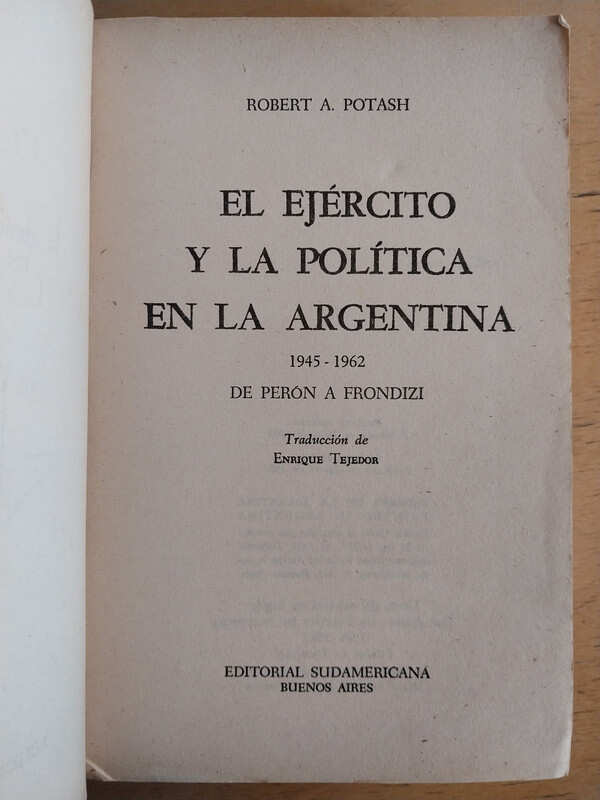 ROBERT A. POTASH
EL EJÉRCITO
Y LA POLÍTICA
EN LA ARGENTINA
1945 - 1962
DE PERÓN A FRONDIZI
Traducción de
ENRIQUE TEJEDOR
EDITORIAL SUDAMERICANA
BUENOS AIRES